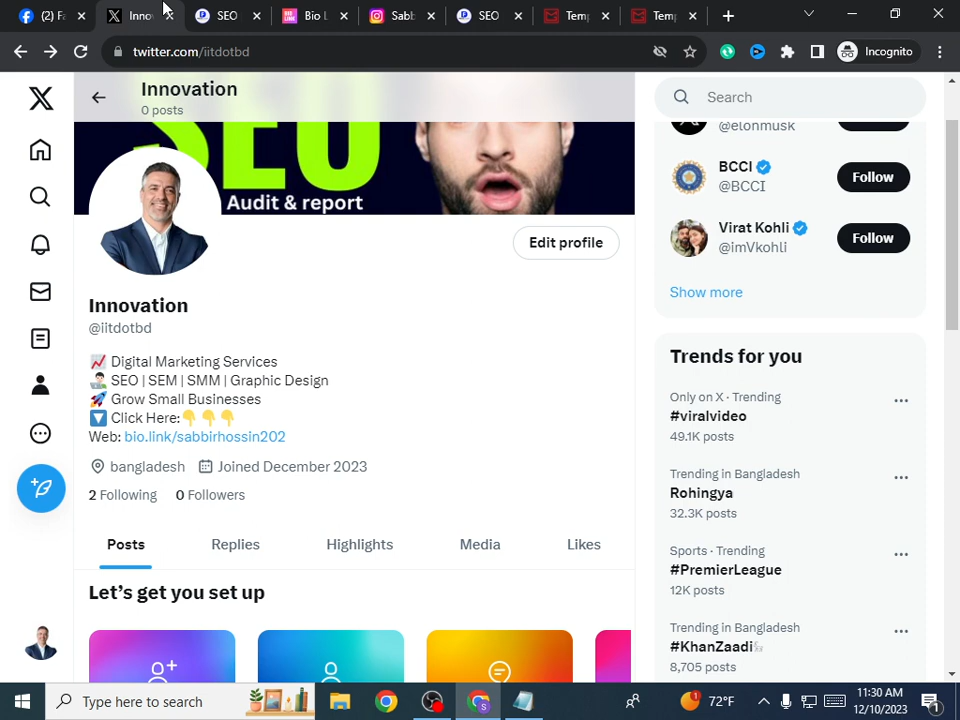 (2) Fa
Inno
SEO
Bio L
Sabb
SEO
Temp
Temp
twitter.com/iitdotbd
Incognito
Innovation
0 posts
SEO
Audit & report
Edit profile
Innovation
@iitdotbd
Digital Marketing Services
SEO | SEM | SMM | Graphic Design
Grow Small Businesses
Click Here:
Web: bio.link/sabbirhossin202
bangladesh Joined December 2023
2 Following 0 Followers
Posts Replies Highlights Media Likes
Let's get you set up
Search
@elonmusk
BCCI
@BCCI
Follow
Virat Kohli
@imVkohli
Follow
Show more
Trends for you
Only on X · Trending
#viralvideo
49.1K posts
Trending in Bangladesh
Rohingya
32.3K posts
Sports · Trending
#PremierLeague
12K posts
Trending in Bangladesh
#KhanZaadi
8,705 posts
Type here to search
72°F
11:30 AM
12/10/2023